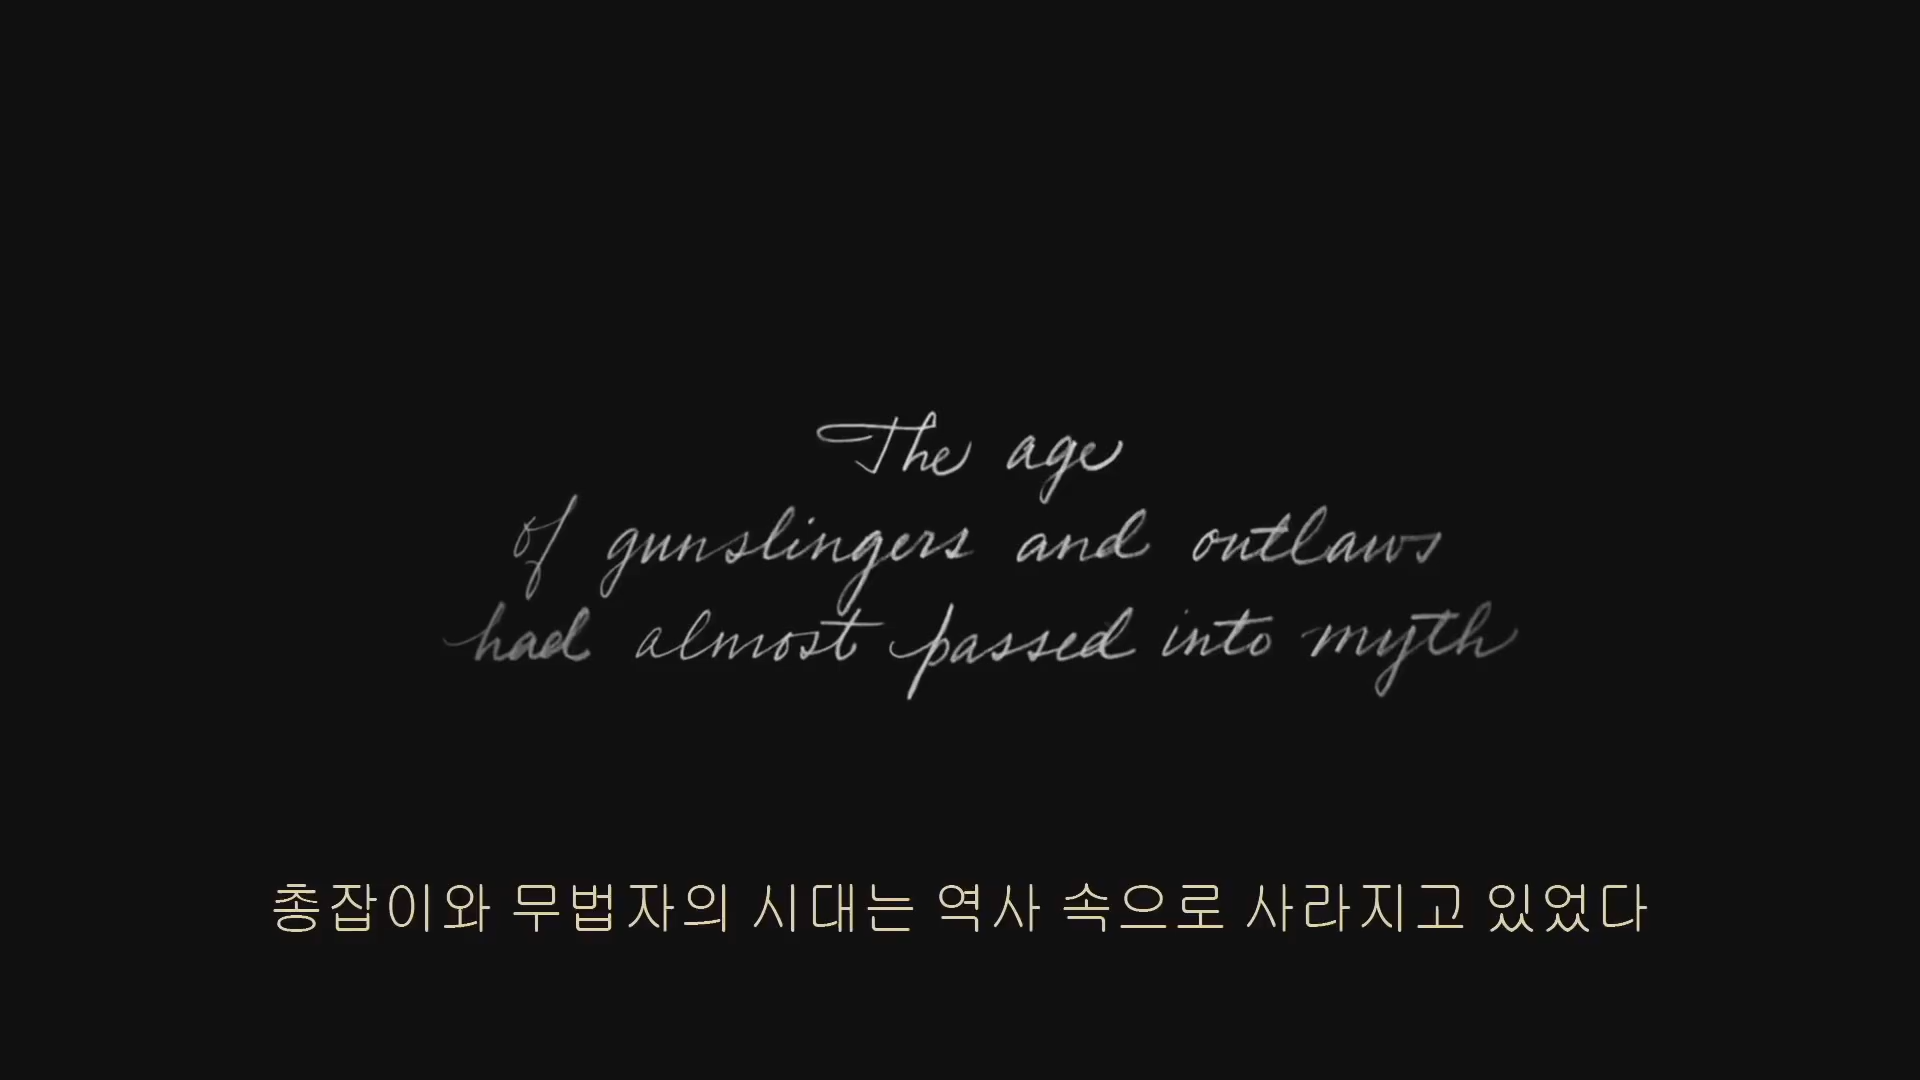 The age
of gunslingers and outlaws
had almost passed into myth
총잡이와 무법자의 시대는 역사 속으로 사라지고 있었다